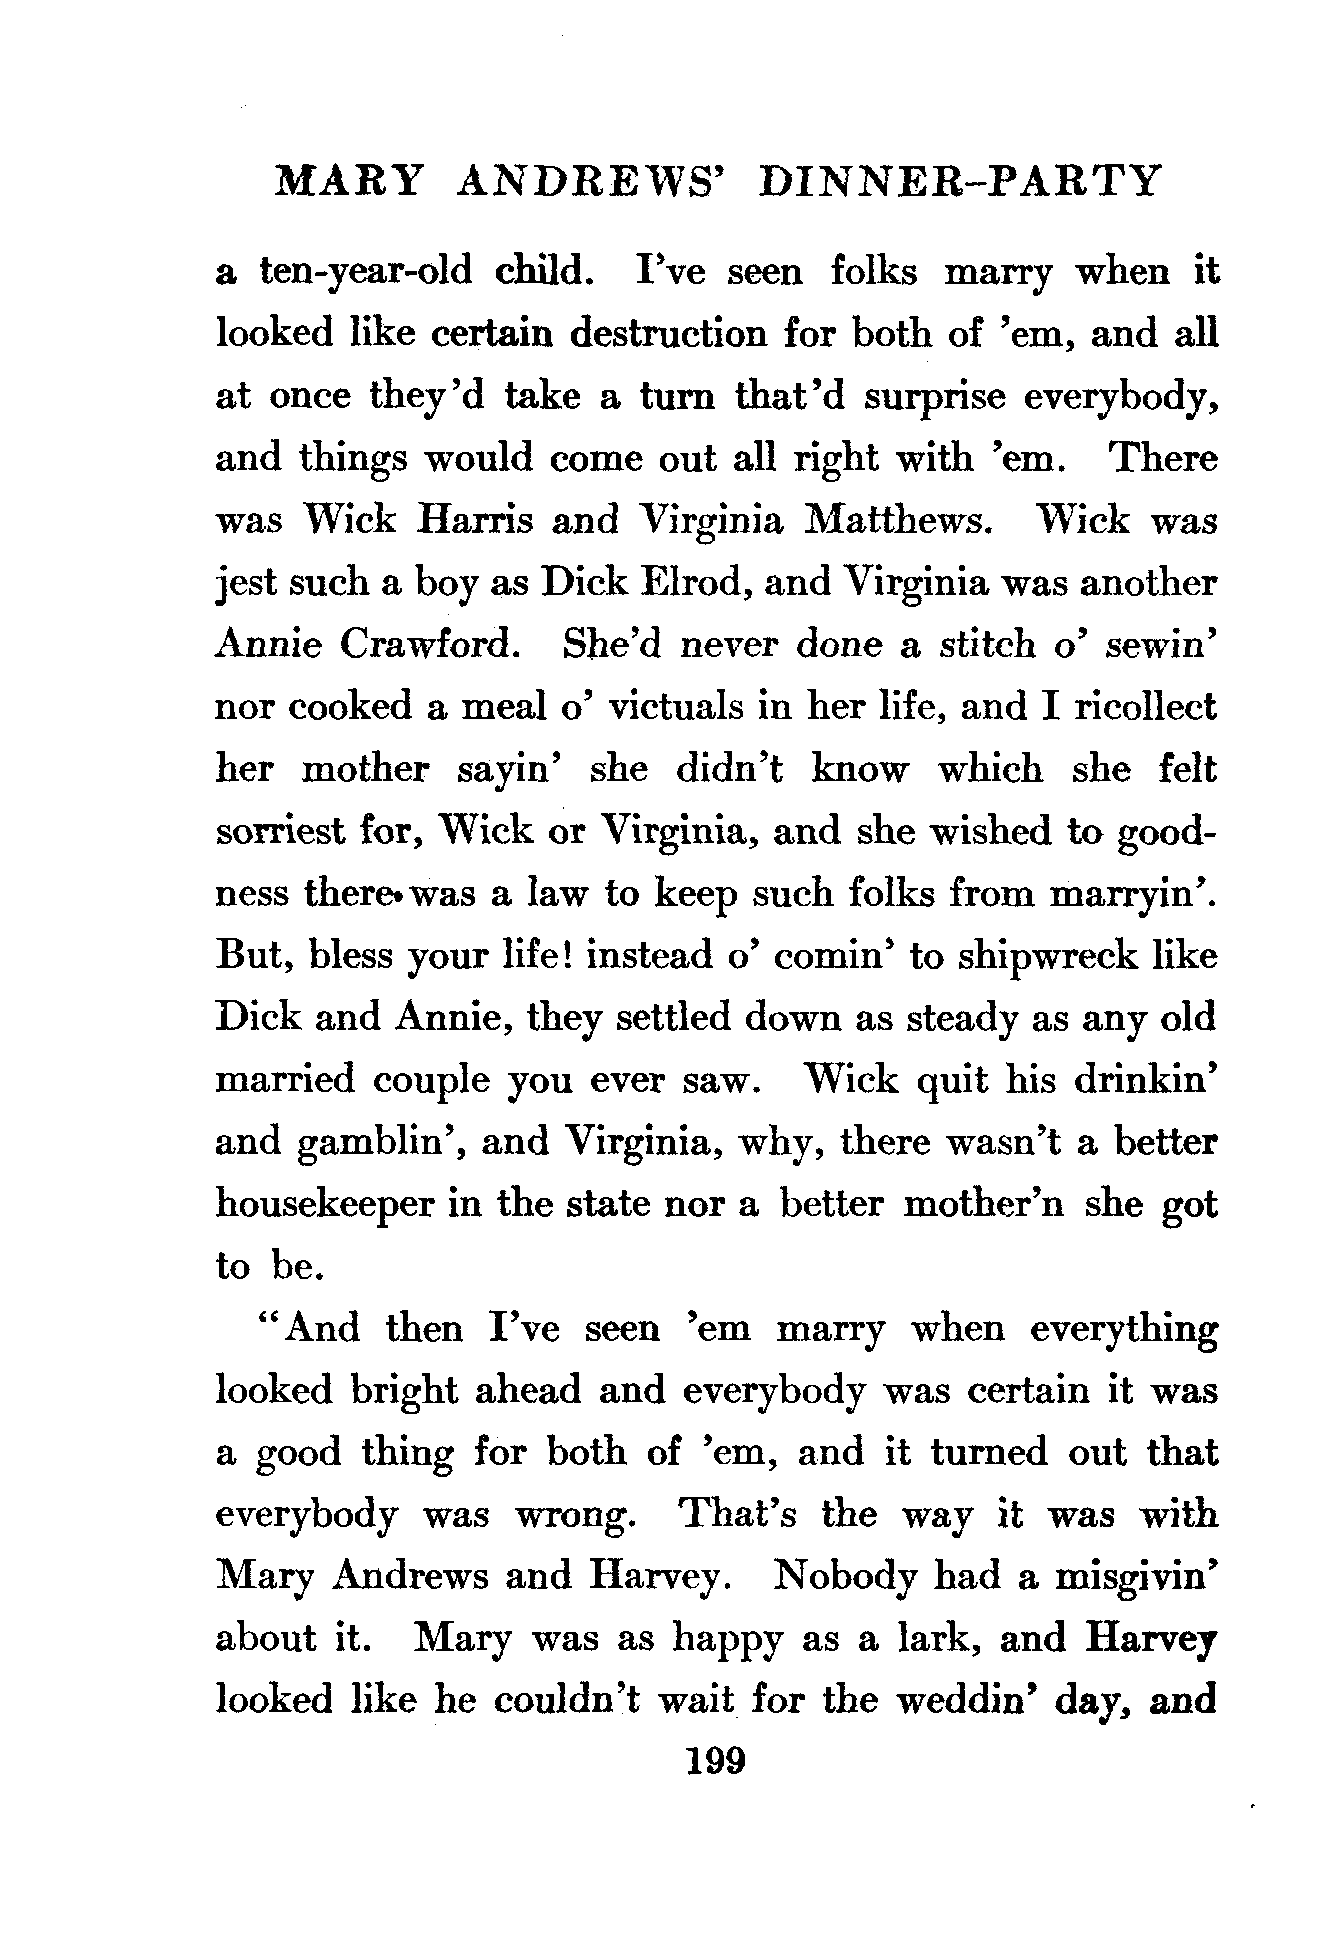 MARY ANDREWS' DINNER-PARTY
a ten-year-old child. I've seen folks marry when it
looked like certain destruction for both of 'em, and all
at once they'd take a turn that'd surprise everybody,
and things would come out all right with 'em. There
was Wick Harris and Virginia Matthews. Wick was
jest such a boy as Dick Elrod, and Virginia was another
Annie Crawford. She'd never done a stitch o' sewin'
nor cooked a meal o' victuals in her life, and I ricollect
her mother sayin' she didn't know which she felt
sorriest for, Wick or Virginia, and she wished to good-
ness there was a law to keep such folks from marryin'.
But, bless your life! instead o' comin' to shipwreck like
Dick and Annie, they settled down as steady as any old
married couple you ever saw. Wick quit his drinkin'
and gamblin', and Virginia, why, there wasn't a better
housekeeper in the state nor a better mother'n she got
to be.
"And then I've seen 'em marry when everything
looked bright ahead and everybody was certain it was
a good thing for both of 'em, and it turned out that
everybody was wrong. That's the way it was with
Mary Andrews and Harvey. Nobody had a misgivin'
about it. Mary was as happy as a lark, and Harvey
looked like he couldn't wait for the weddin' day, and
199